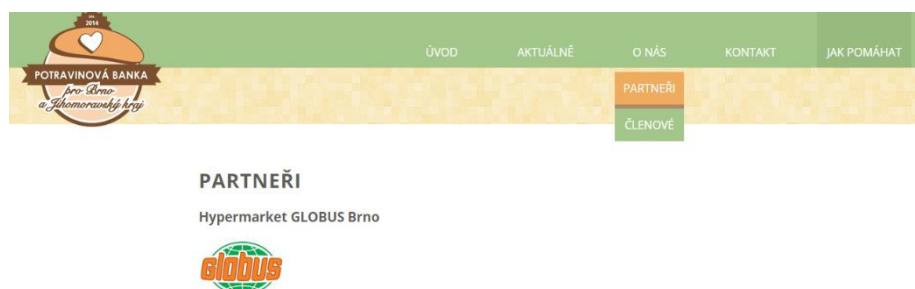 2014
POTRAVINOVÁ BANKA
pro Brno
a Jihomoravský kraj
ÚVOD
AKTUÁLNĚ
O NÁS
KONTAKT
JAK POMÁHAT
PARTNEŘI
ČLENOVÉ
PARTNEŘI
Hypermarket GLOBUS Brno
Globus